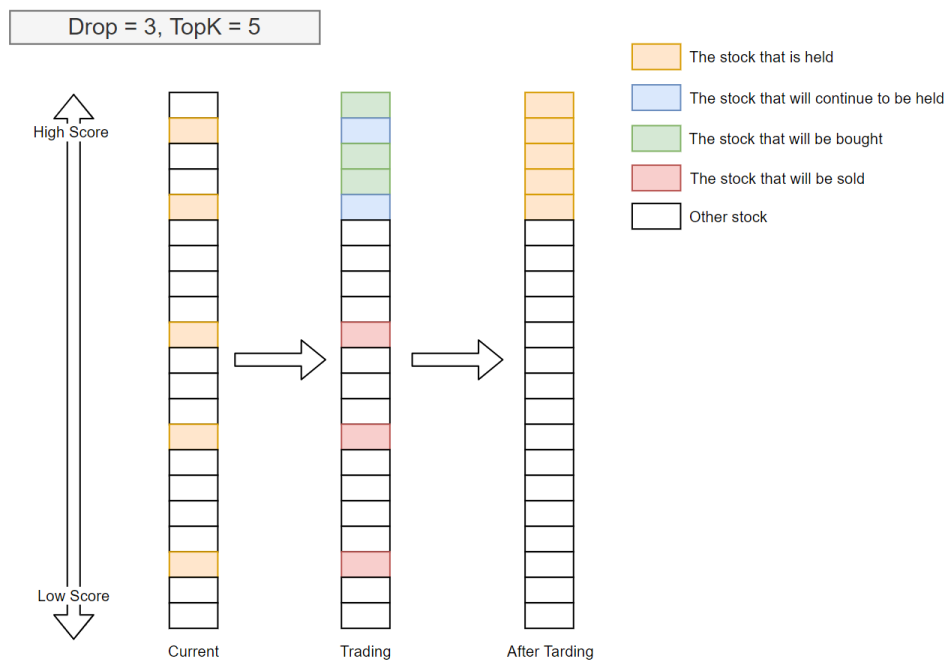 Drop = 3, TopK = 5
The stock that is held
The stock that will continue to be held
The stock that will be bought
The stock that will be sold
Other stock
High Score
Low Score
Current
Trading
After Tarding